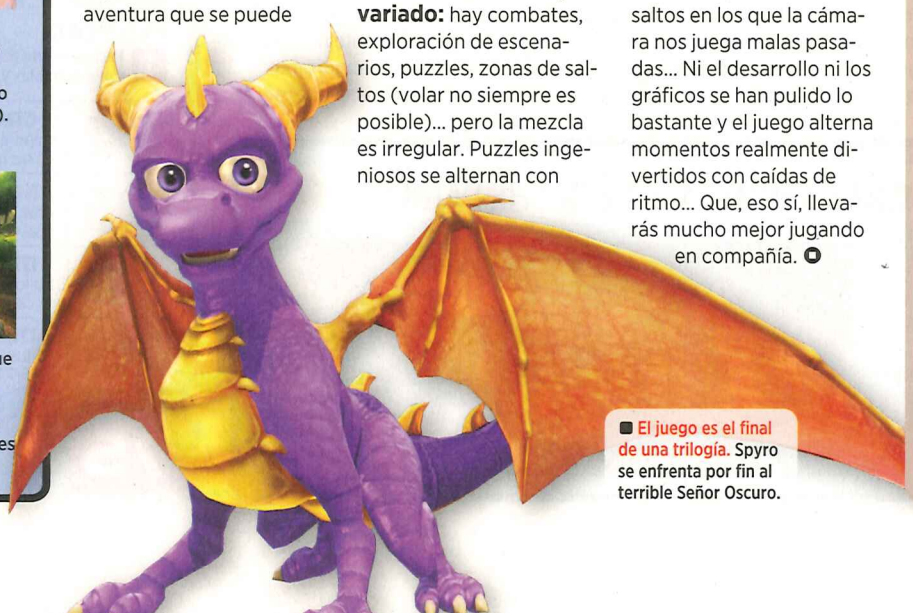 aventura que se puede
variado: hay combates,
exploración de escena-
rios, puzzles, zonas de sal-
tos (volar no siempre es
posible)... pero la mezcla
es irregular. Puzzles inge-
niosos se alternan con
saltos en los que la cáma-
ra nos juega malas pasa-
das... Ni el desarrollo ni los
gráficos se han pulido lo
bastante y el juego alterna
momentos realmente di-
vertidos con caídas de
ritmo... Que, eso sí, lleva-
rás mucho mejor jugando
en compañía.
El juego es el final
de una trilogía. Spyro
se enfrenta por fin al
terrible Señor Oscuro.